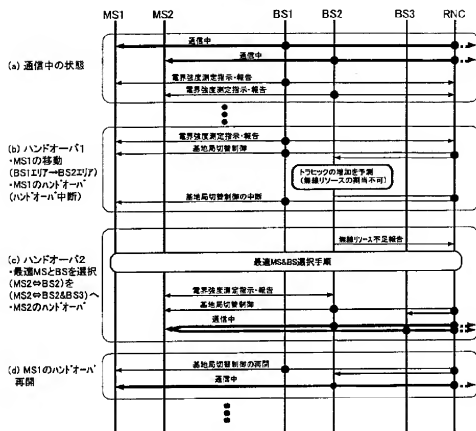 MS1 MS2 BS1 BS2 BS3 RNC
通信中
通信中
(a) 通信中の状態
電界強度測定指示・報告
電界強度測定指示・報告
(b) ハンドオーバ1
・MS1の移動
(BS1エリア→BS2エリア)
・MS1のハンドオーバ
(ハンドオーバ中断)
電界強度測定指示・報告
基地局切替制御
トラヒックの増加を予測
(無線リソースの割当不可)
基地局切替制御の中断
(c) ハンドオーバ2
・最適MSとBSを選択
(MS2⇔BS2)を
(MS2⇔BS2&BS3)へ
・MS2のハンドオーバ
無線リソース不足報告
最適MS&BS選択手順
電界強度測定指示・報告
基地局切替制御
通信中
(d) MS1のハンドオーバ
再開
基地局切替制御の再開
通信中